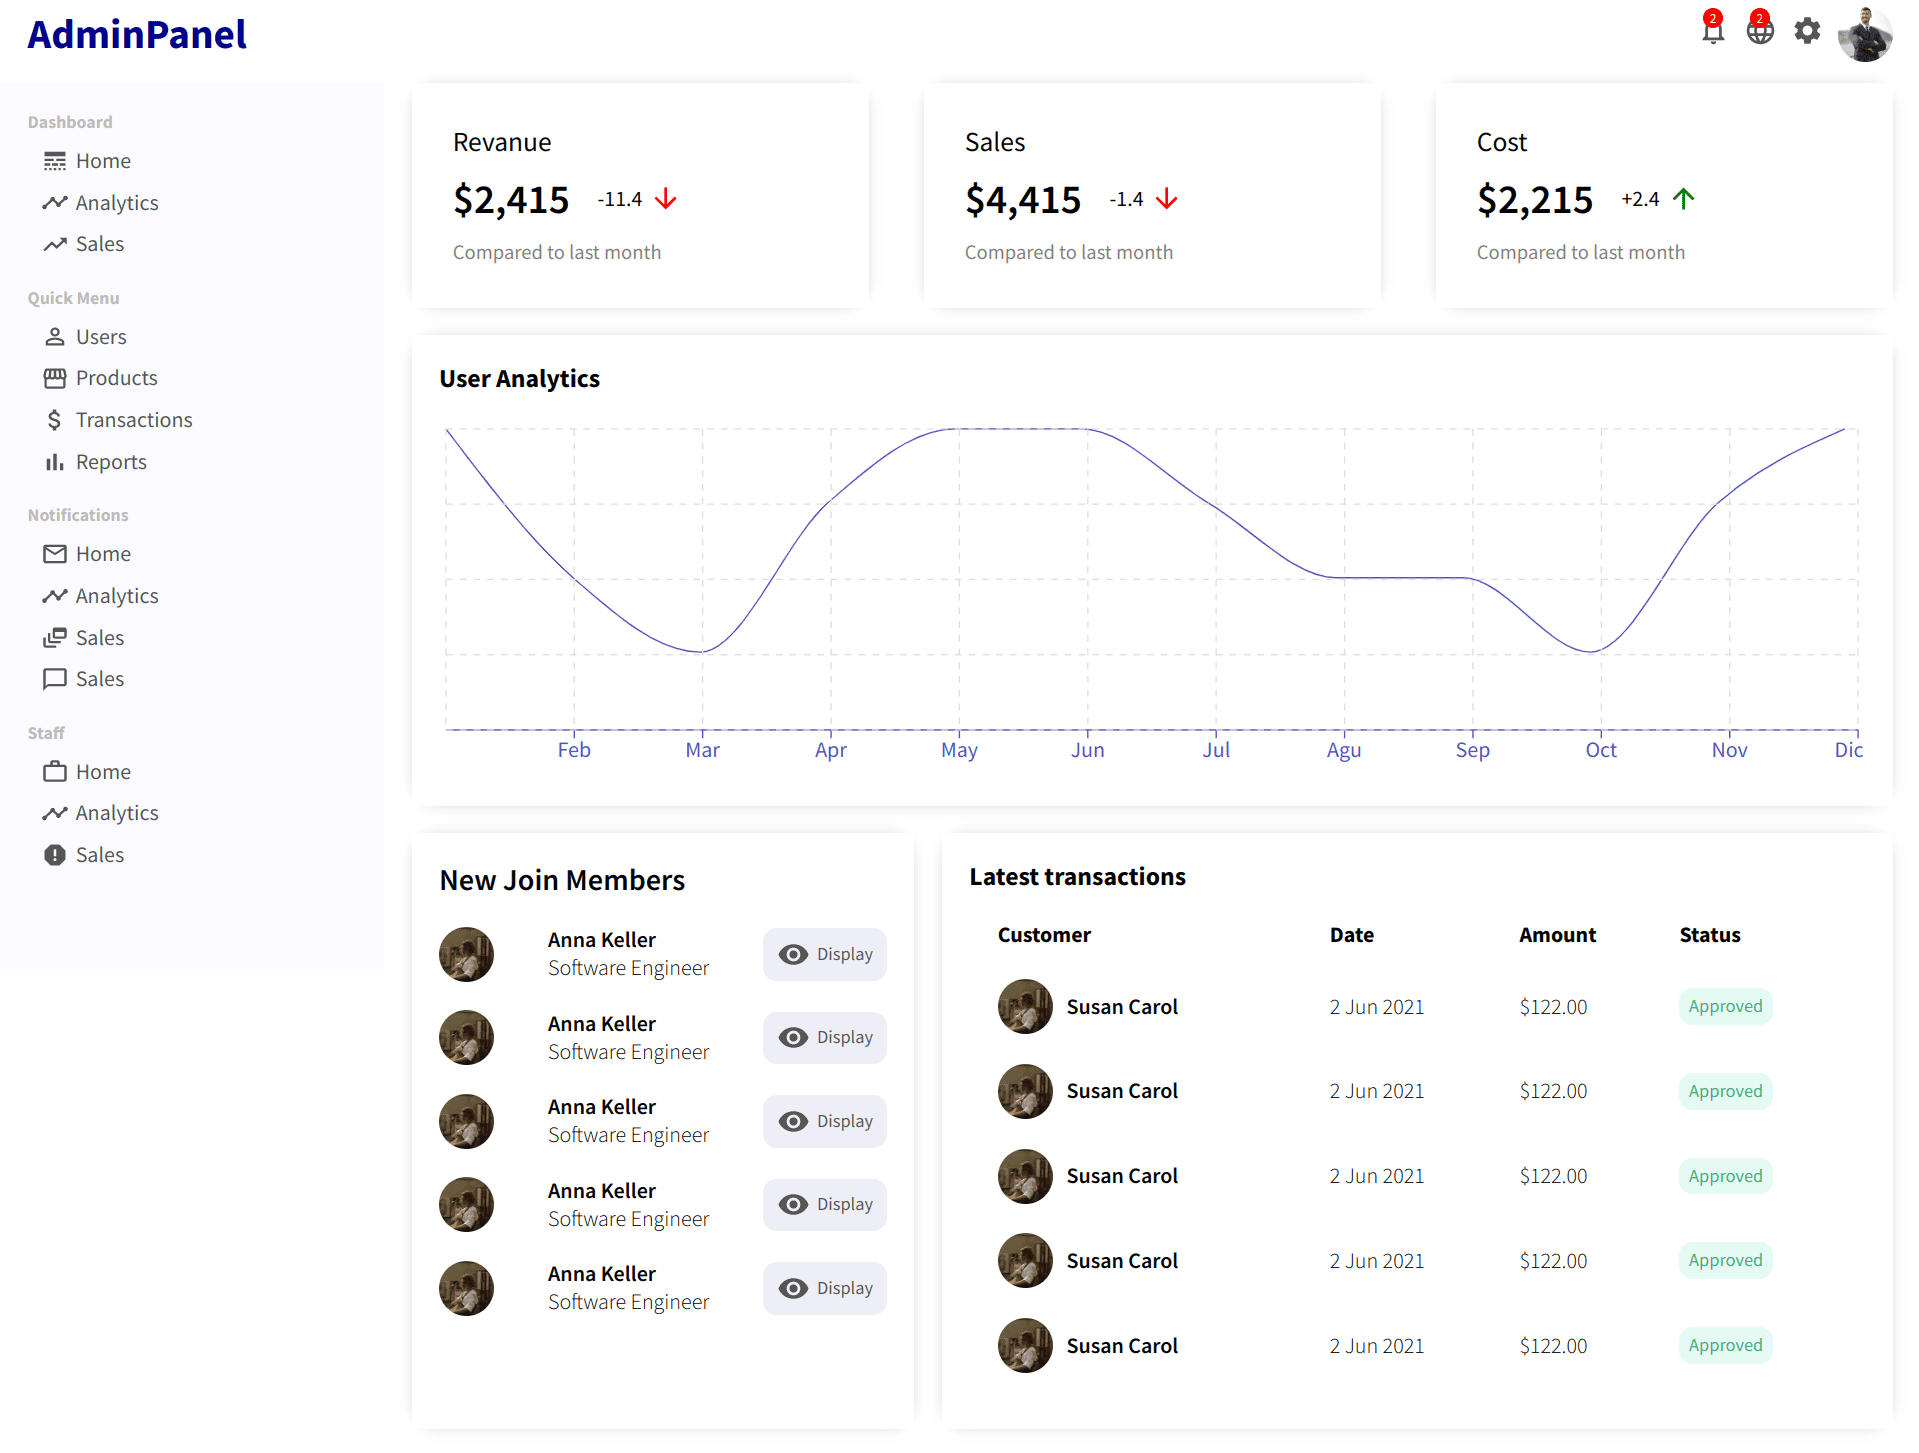 AdminPanel
2
2
Dashboard
Home
Analytics
Sales
Quick Menu
Users
Products
Transactions
Reports
Notifications
Home
Analytics
Sales
Sales
Staff
Home
Analytics
Sales
Revanue
$2,415 -11.4
Compared to last month
Sales
$4,415 -1.4
Compared to last month
Cost
$2,215 +2.4
Compared to last month
User Analytics
Feb Mar Apr May Jun Jul Agu Sep Oct Nov Dic
New Join Members
Anna Keller
Software Engineer
Display
Anna Keller
Software Engineer
Display
Anna Keller
Software Engineer
Display
Anna Keller
Software Engineer
Display
Anna Keller
Software Engineer
Display
Latest transactions
Customer Date Amount Status
Susan Carol 2 Jun 2021 $122.00 Approved
Susan Carol 2 Jun 2021 $122.00 Approved
Susan Carol 2 Jun 2021 $122.00 Approved
Susan Carol 2 Jun 2021 $122.00 Approved
Susan Carol 2 Jun 2021 $122.00 Approved